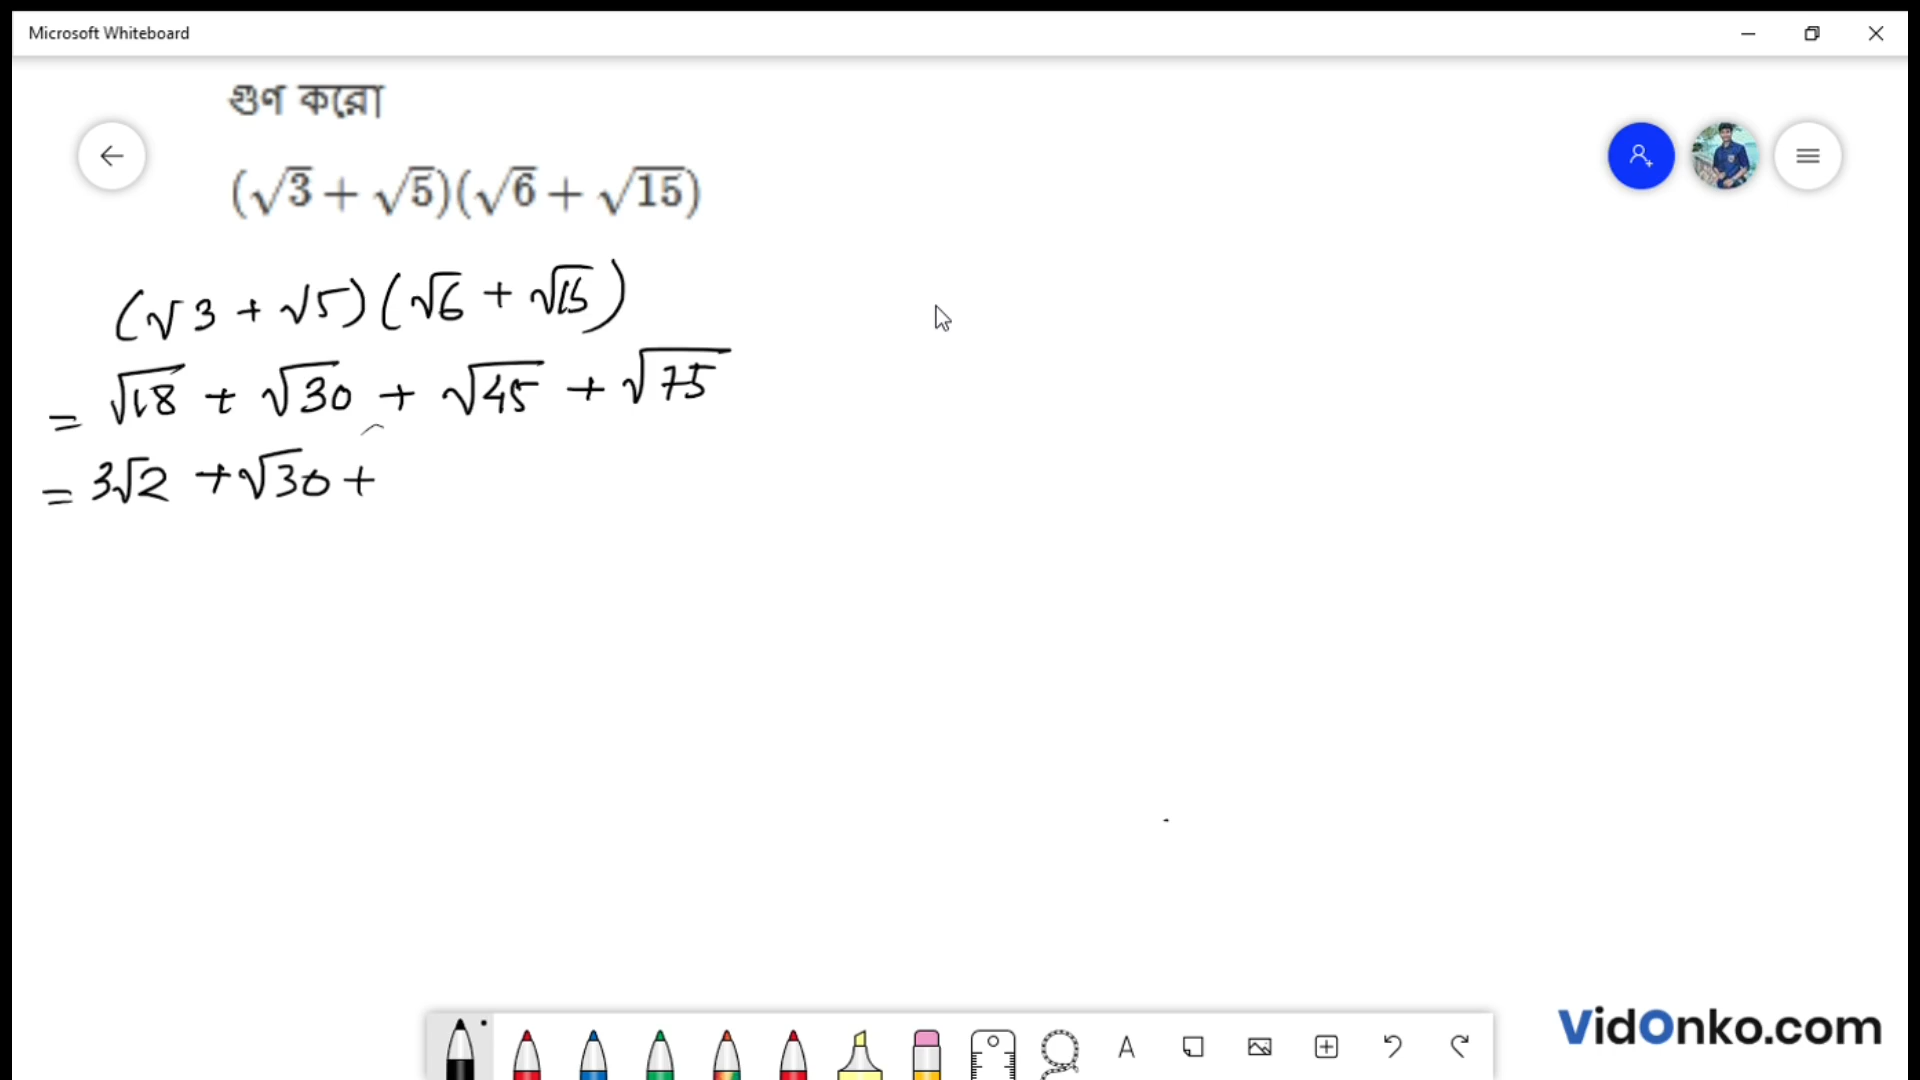 Microsoft Whiteboard
গুণ করো
(√3 + √5)(√6 + √15)
(√3 + √5)(√6 + √15)
= √18 + √30 + √45 + √75
= 3√2 + √30 +
A
VidOnko.com